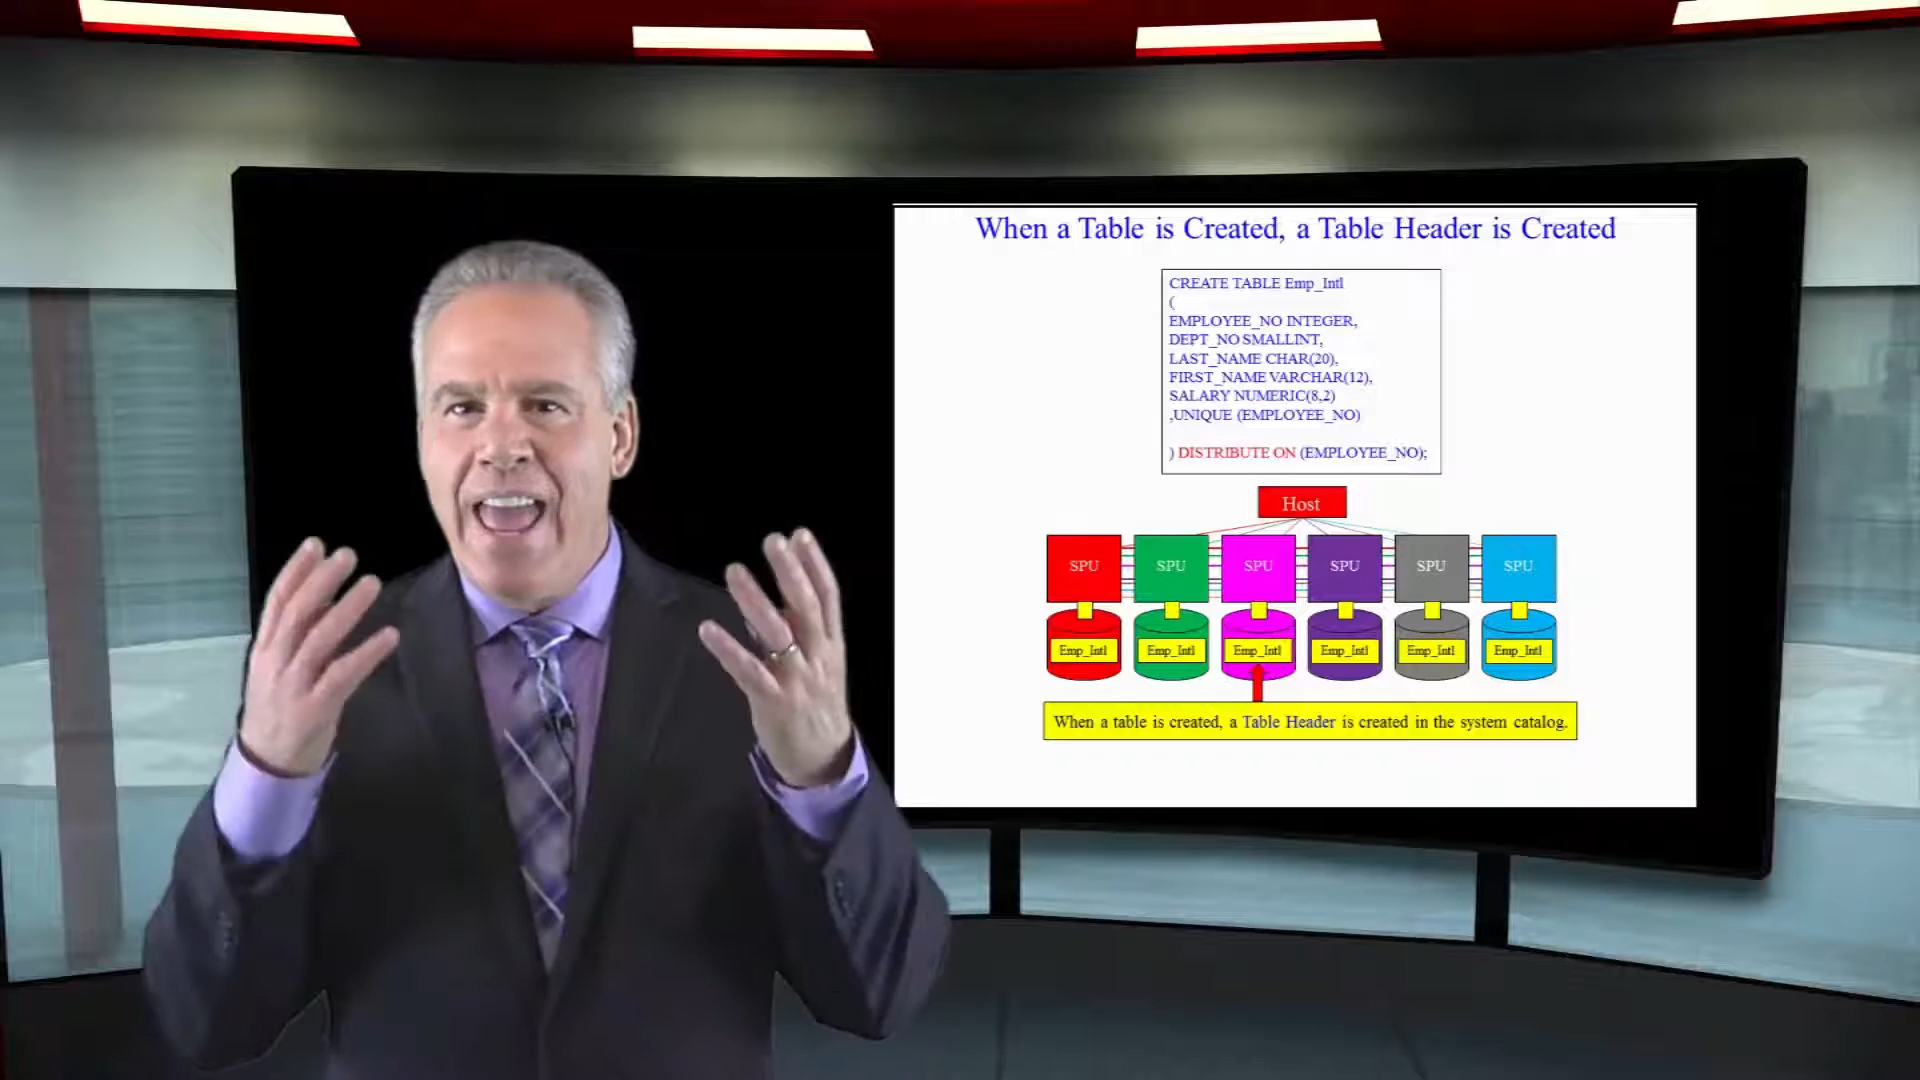 When a Table is Created, a Table Header is Created
CREATE TABLE Emp_Intl
(
EMPLOYEE_NO INTEGER,
DEPT_NO SMALLINT,
LAST_NAME CHAR(20),
FIRST_NAME VARCHAR(12),
SALARY NUMERIC(8,2)
,UNIQUE (EMPLOYEE_NO)
) DISTRIBUTE ON (EMPLOYEE_NO);
Host
SPU SPU SPU SPU SPU SPU
Emp_Intl Emp_Intl Emp_Intl Emp_Intl Emp_Intl Emp_Intl
When a table is created, a Table Header is created in the system catalog.